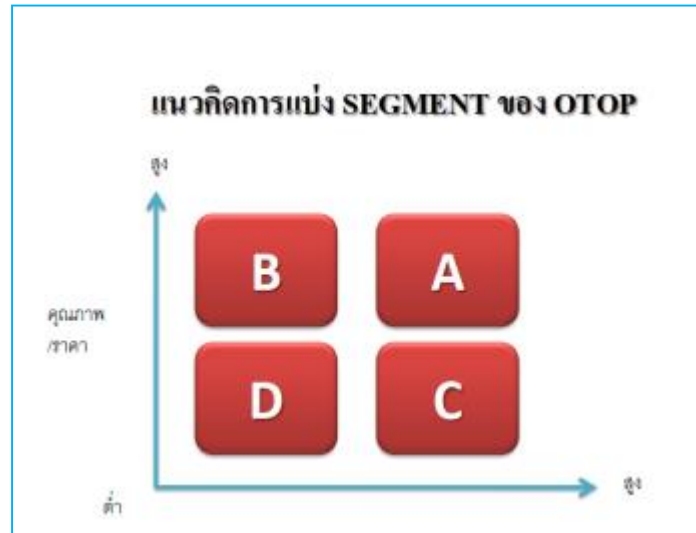 แนวคิดการแบ่ง SEGMENT ของ OTOP
สูง
B A
คุณภาพ
/ราคา
D C
สูง
ต่ำ